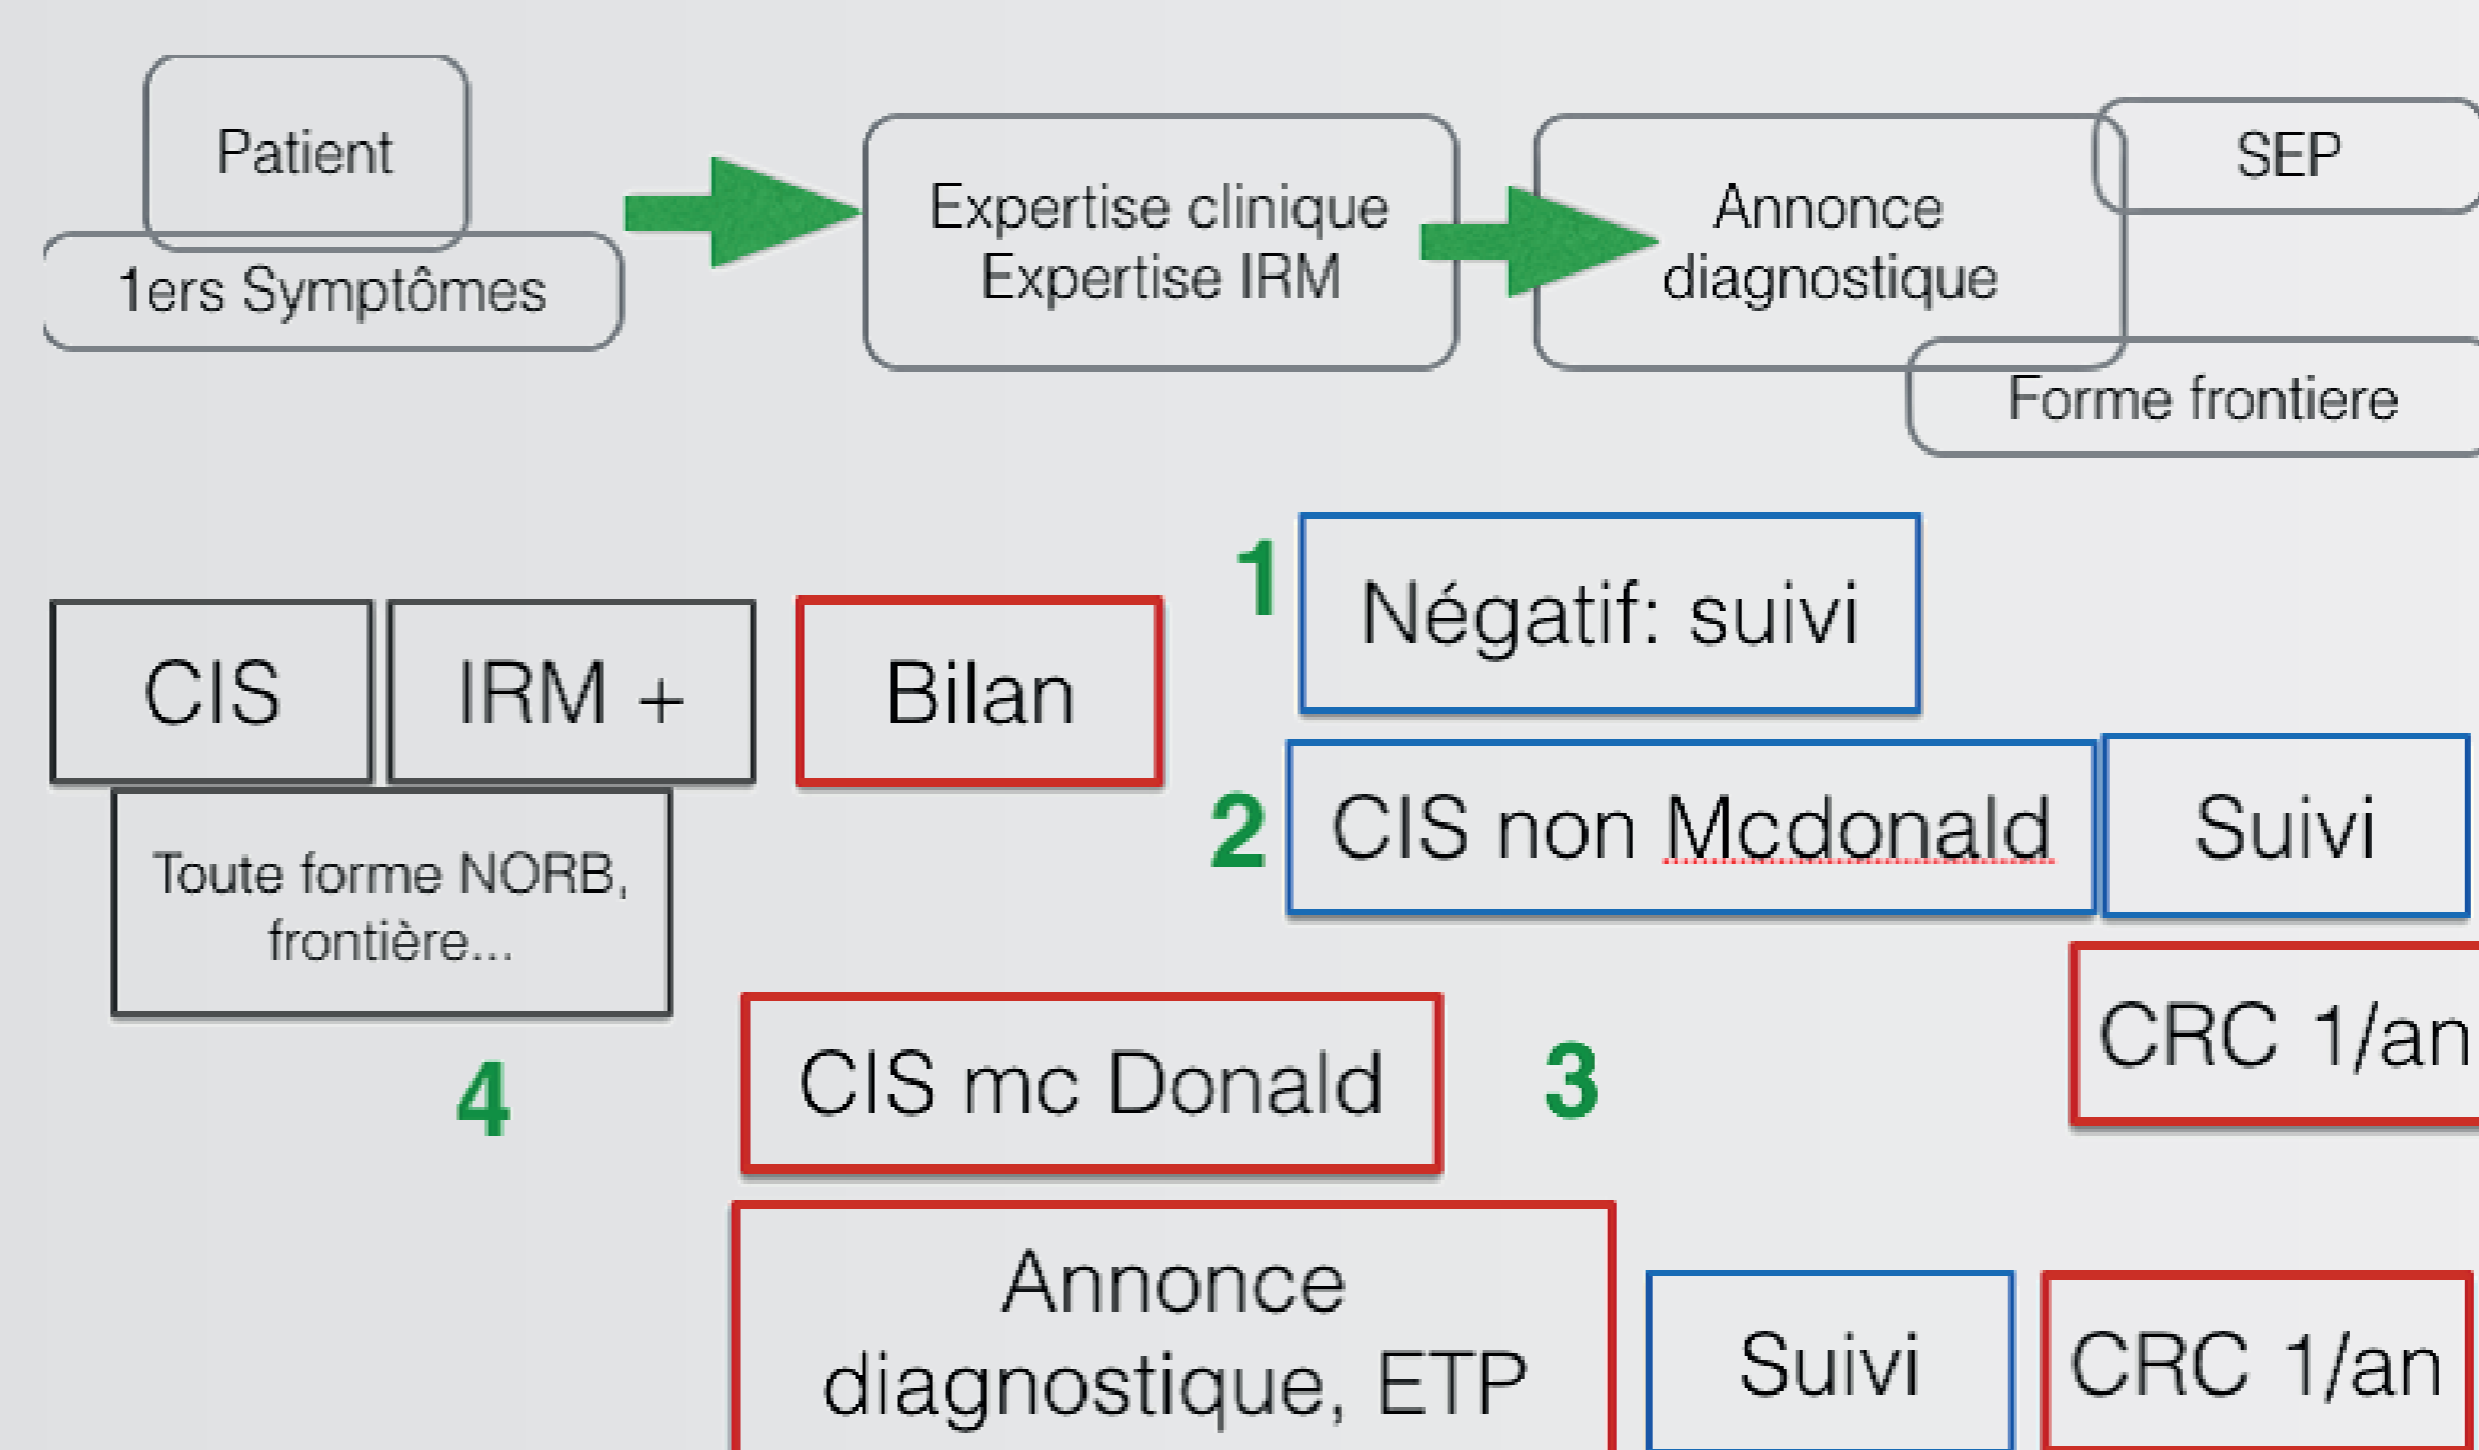 Patient
1ers Symptômes
Expertise clinique
Expertise IRM
Annonce
diagnostique
SEP
Forme frontiere
1
Négatif: suivi
CIS
IRM +
Bilan
2
CIS non Mcdonald
Suivi
Toute forme NORB,
frontière...
CRC 1/an
4
CIS mc Donald
3
Annonce
diagnostique, ETP
Suivi
CRC 1/an